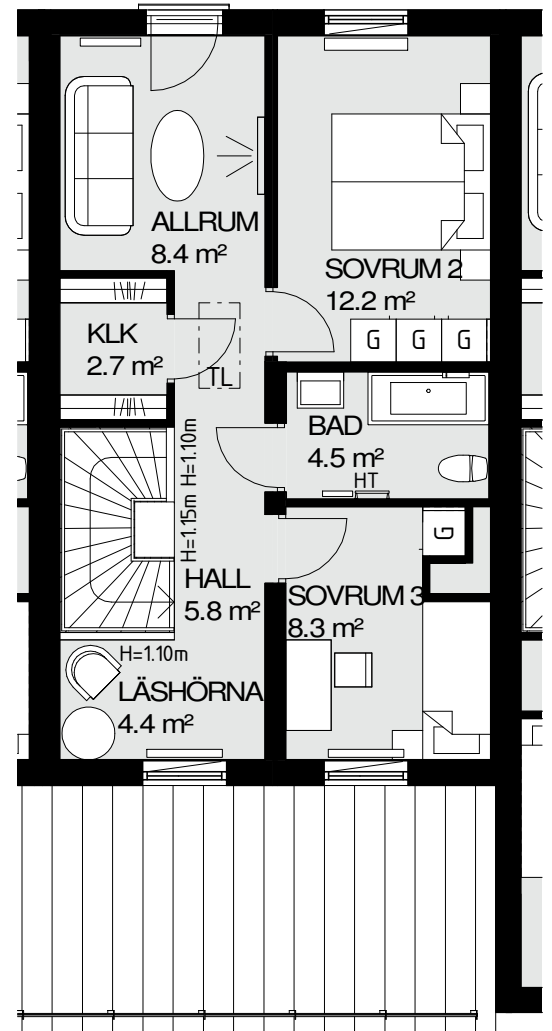 ALLRUM
8.4 m²
SOVRUM 2
12.2 m²
G G G
KLK
2.7 m²
TL
BAD
4.5 m²
HT
H=1.15m H=1.10m
G
HALL
5.8 m²
SOVRUM 3
8.3 m²
H=1.10m
LÄSHÖRNA
4.4 m²